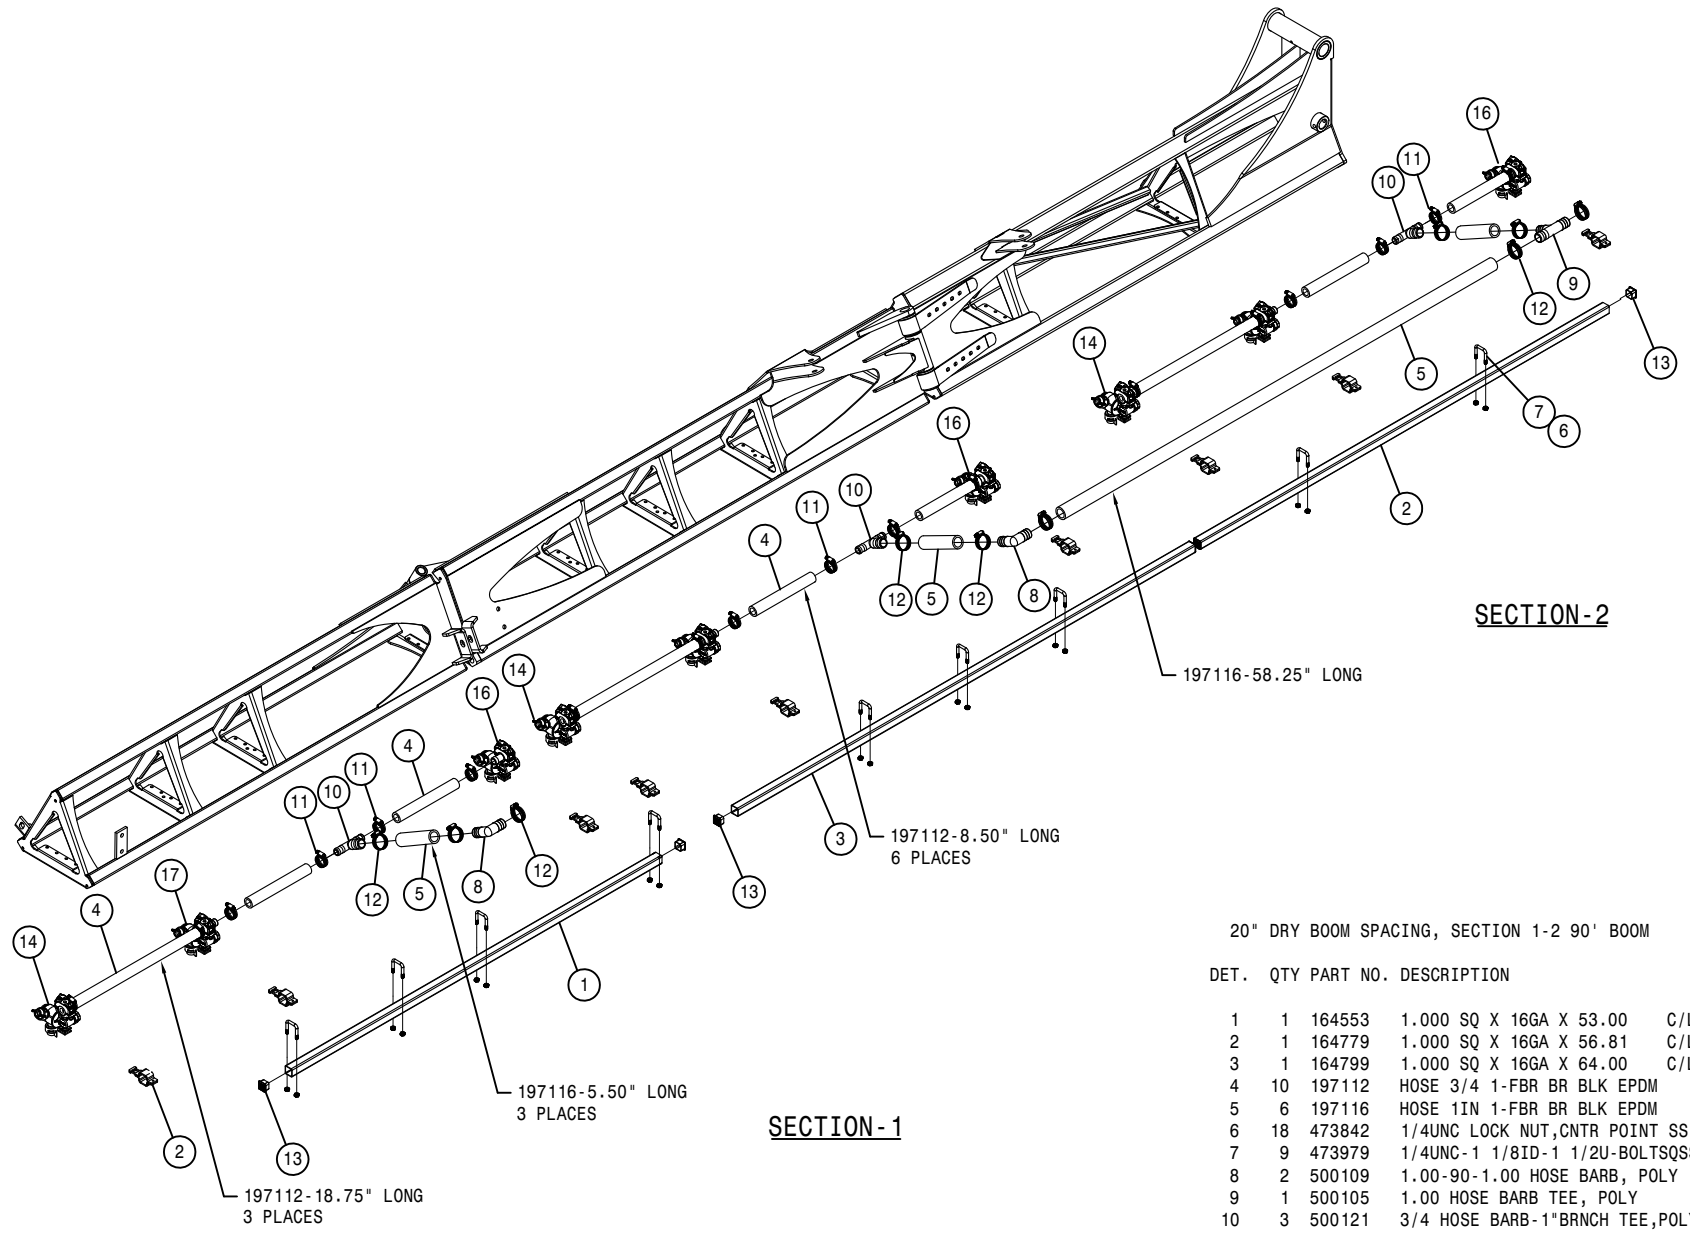 16
11
10
9
12
13
14
5
7
6
16
10
2
11
4
12
5
12
8
SECTION-2
197116-58.25" LONG
14
16
4
11
10
11
3
197112-8.50" LONG
6 PLACES
13
12
5
8
12
17
4
14
1
20" DRY BOOM SPACING, SECTION 1-2 90' BOOM
DET. QTY PART NO. DESCRIPTION
1 1 164553 1.000 SQ X 16GA X 53.00 C/L
2 1 164779 1.000 SQ X 16GA X 56.81 C/L
3 1 164799 1.000 SQ X 16GA X 64.00 C/L
4 10 197112 HOSE 3/4 1-FBR BR BLK EPDM
5 6 197116 HOSE 1IN 1-FBR BR BLK EPDM
6 18 473842 1/4UNC LOCK NUT,CNTR POINT SS
7 9 473979 1/4UNC-1 1/8ID-1 1/2U-BOLTSQS
8 2 500109 1.00-90-1.00 HOSE BARB, POLY
9 1 500105 1.00 HOSE BARB TEE, POLY
10 3 500121 3/4 HOSE BARB-1"BRNCH TEE,POL
197116-5.50" LONG
3 PLACES
SECTION-1
2
13
197112-18.75" LONG
3 PLACES